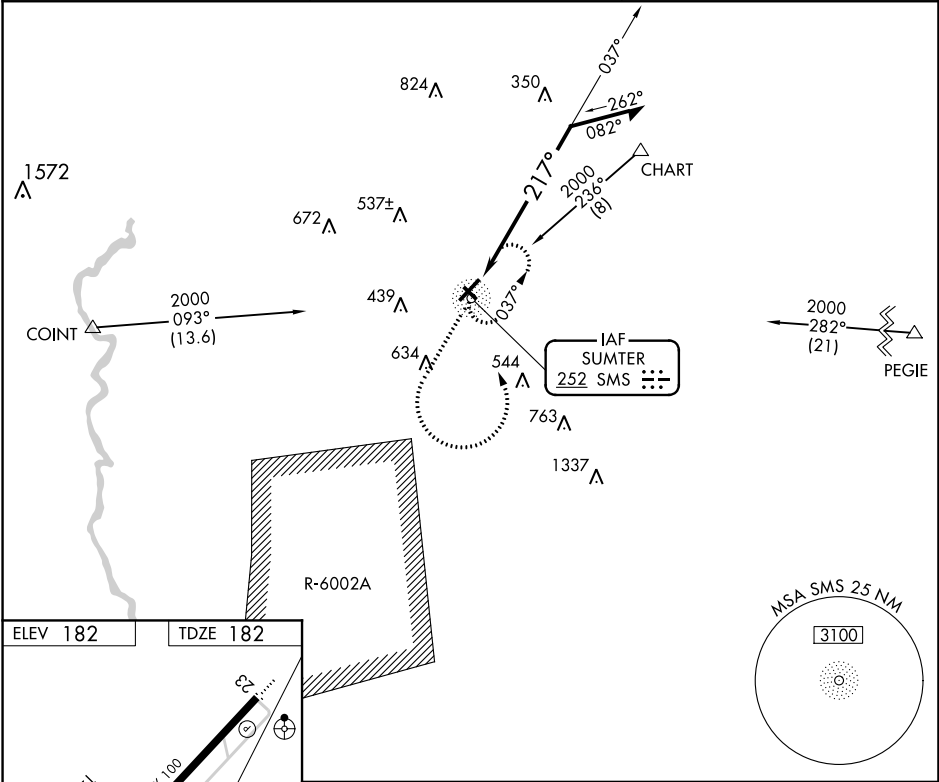 037°
824
350
262°
082°
1572
217°
CHART
2000
236°
(8)
537±
672
439
2000
093°
(13.6)
COINT
037°
2000
282°
(21)
PEGIE
IAF
SUMTER
252 SMS
634
544
763
1337
R-6002A
MSA SMS 25 NM
3100
ELEV 182
TDZE 182
23
P
100